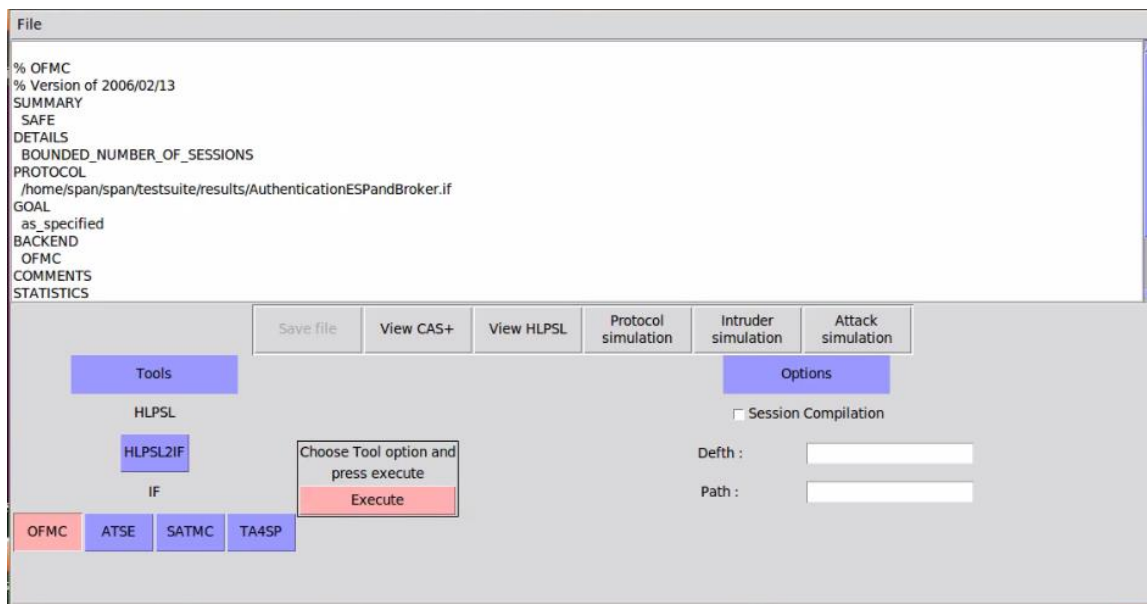 File
% OFMC
% Version of 2006/02/13
SUMMARY
SAFE
DETAILS
BOUNDED_NUMBER_OF_SESSIONS
PROTOCOL
/home/span/span/testsuite/results/AuthenticationESPandBroker.if
GOAL
as_specified
BACKEND
OFMC
COMMENTS
STATISTICS
Save file
View CAS+
View HLPSL
Protocol
simulation
Intruder
simulation
Attack
simulation
Tools
Options
HLPSL
Session Compilation
HLPSL2IF
Choose Tool option and
press execute
Execute
Defth :
IF
Path :
OFMC
ATSE
SATMC
TA4SP